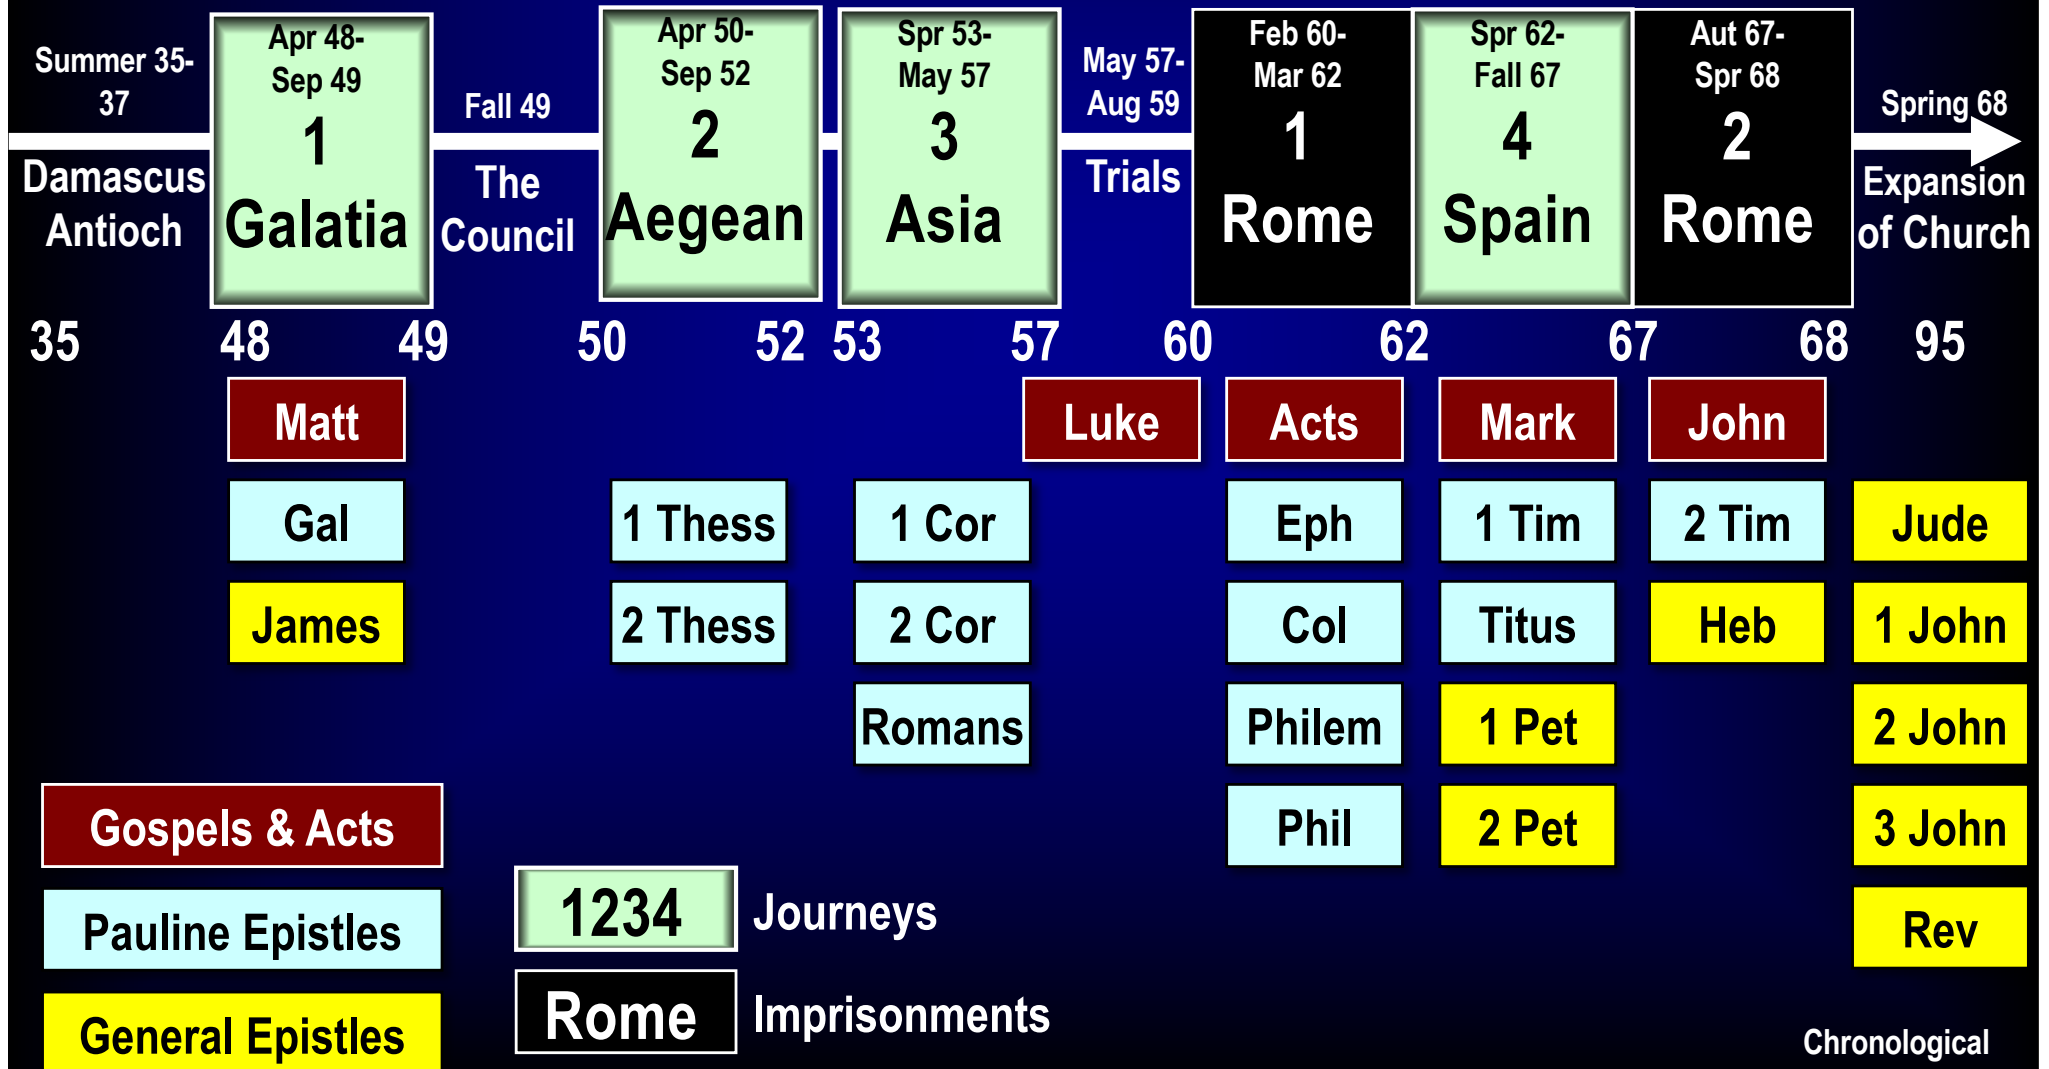 Summer 35-
37
Damascus
Antioch
Apr 48-
Sep 49
1
Galatia
Fall 49
The
Council
Apr 50-
Sep 52
2
Aegean
Spr 53-
May 57
3
Asia
May 57-
Aug 59
Trials
Feb 60-
Mar 62
1
Rome
Spr 62-
Fall 67
4
Spain
Aut 67-
Spr 68
2
Rome
Spring 68
Expansion
of Church
35 48 49 50 52 53 57 60 62 67 68 95
Matt Luke Acts Mark John
Gal 1 Thess 1 Cor Eph 1 Tim 2 Tim Jude
James 2 Thess 2 Cor Col Titus Heb 1 John
Romans Philem 1 Pet 2 John
Phil 2 Pet 3 John
Rev
Gospels & Acts
Pauline Epistles
General Epistles
1234 Journeys
Rome Imprisonments
Chronological